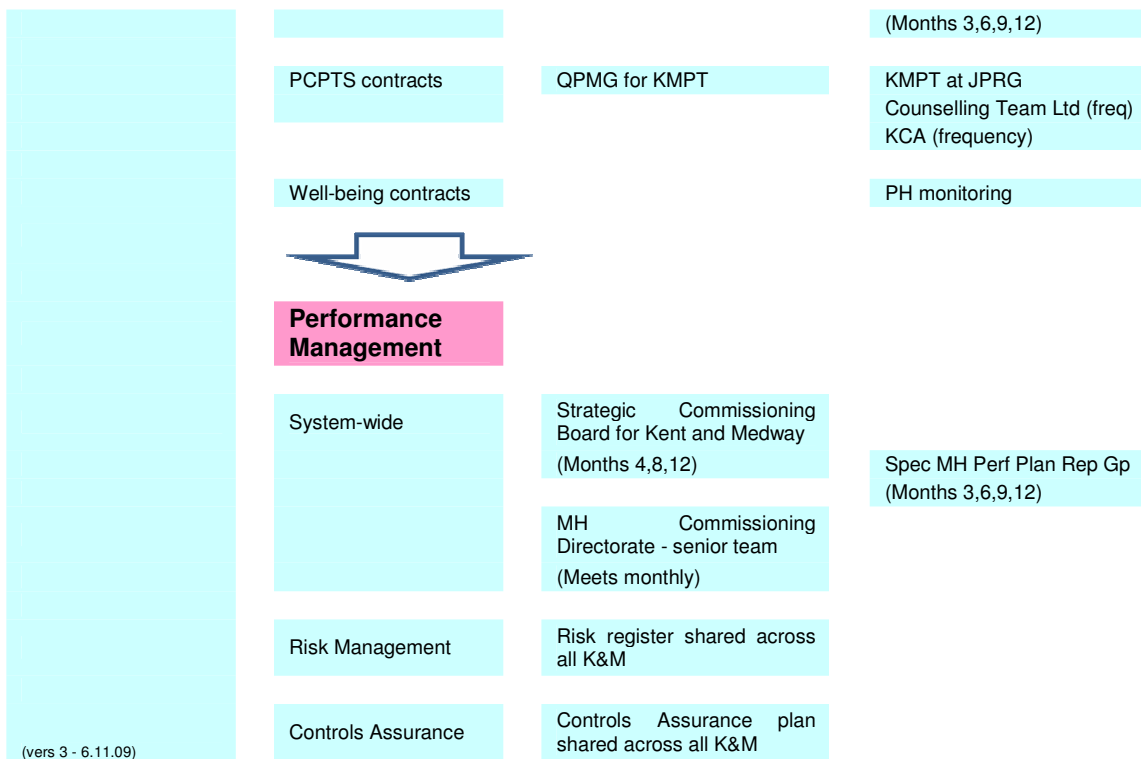 (Months 3,6,9,12)
PCPTS contracts
QPMG for KMPT
KMPT at JPRG
Counselling Team Ltd (freq)
KCA (frequency)
Well-being contracts
PH monitoring
Performance
Management
System-wide
Strategic Commissioning
Board for Kent and Medway
(Months 4,8,12)
Spec MH Perf Plan Rep Gp
(Months 3,6,9,12)
MH Commissioning
Directorate - senior team
(Meets monthly)
Risk Management
Risk register shared across
all K&M
Controls Assurance
Controls Assurance plan
shared across all K&M
(vers 3 - 6.11.09)